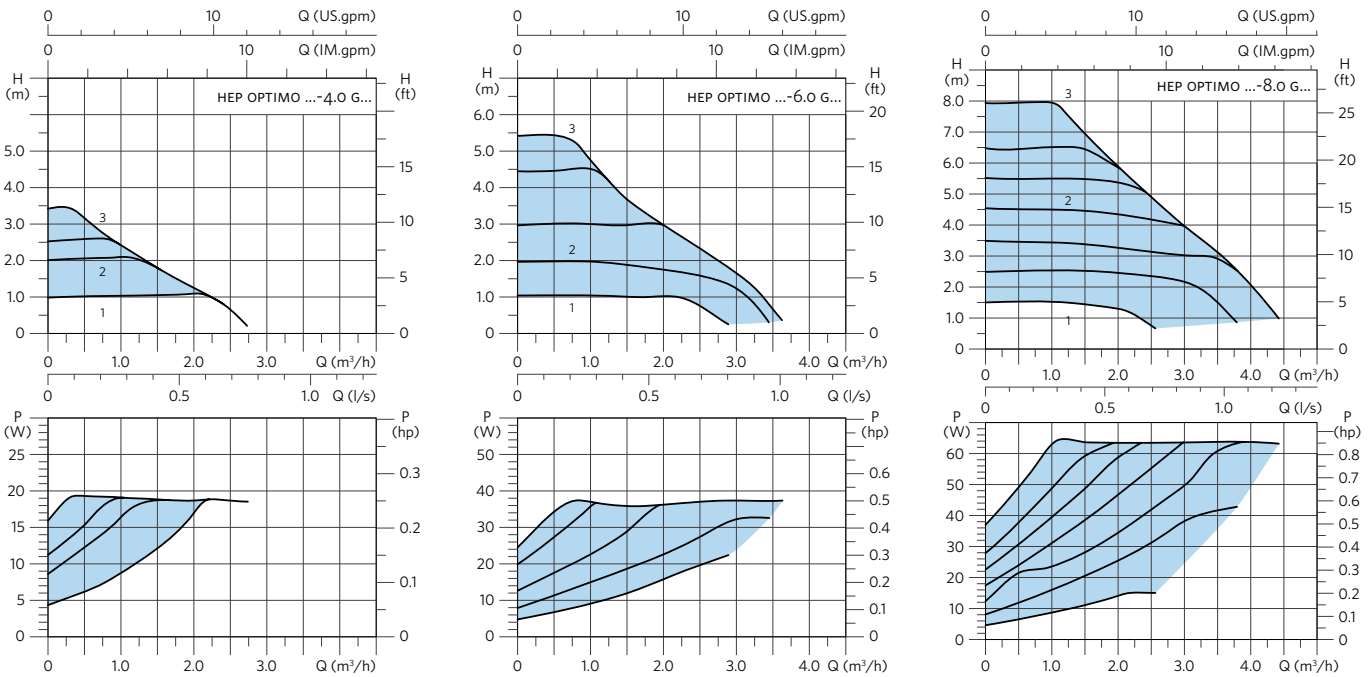 0 10 Q (US.gpm)
0 10 Q (IM.gpm)
H (m) H (ft)
HEP OPTIMO ...-4.0 G...
5.0 15
4.0
3.0 10
2.0 5
1.0
0 0
3
2
1
0 1.0 2.0 3.0 Q (m³/h)
0 0.5 1.0 Q (l/s)
P (W) P (hp)
25 0.3
20
15 0.2
10 0.1
5
0 0
0 1.0 2.0 3.0 Q (m³/h)
0 10 Q (US.gpm)
0 10 Q (IM.gpm)
H (m) H (ft)
HEP OPTIMO ...-6.0 G...
6.0 20
5.0 15
4.0
3.0 10
2.0 5
1.0
0 0
3
2
1
0 1.0 2.0 3.0 4.0 Q (m³/h)
0 0.5 1.0 Q (l/s)
P (W) P (hp)
0.6
40 0.5
30 0.4
20 0.3
0.2
10 0.1
0 0
0 1.0 2.0 3.0 4.0 Q (m³/h)
0 10 Q (US.gpm)
0 10 Q (IM.gpm)
H (m) H (ft)
HEP OPTIMO ...-8.0 G...
8.0 25
7.0
6.0 20
5.0 15
4.0
3.0 10
2.0 5
1.0
0 0
3
2
1
0 1.0 2.0 3.0 4.0 Q (m³/h)
0 0.5 1.0 Q (l/s)
P (W) P (hp)
60 0.8
0.7
50 0.6
40 0.5
30 0.4
0.3
20 0.2
10 0.1
0 0
0 1.0 2.0 3.0 4.0 Q (m³/h)